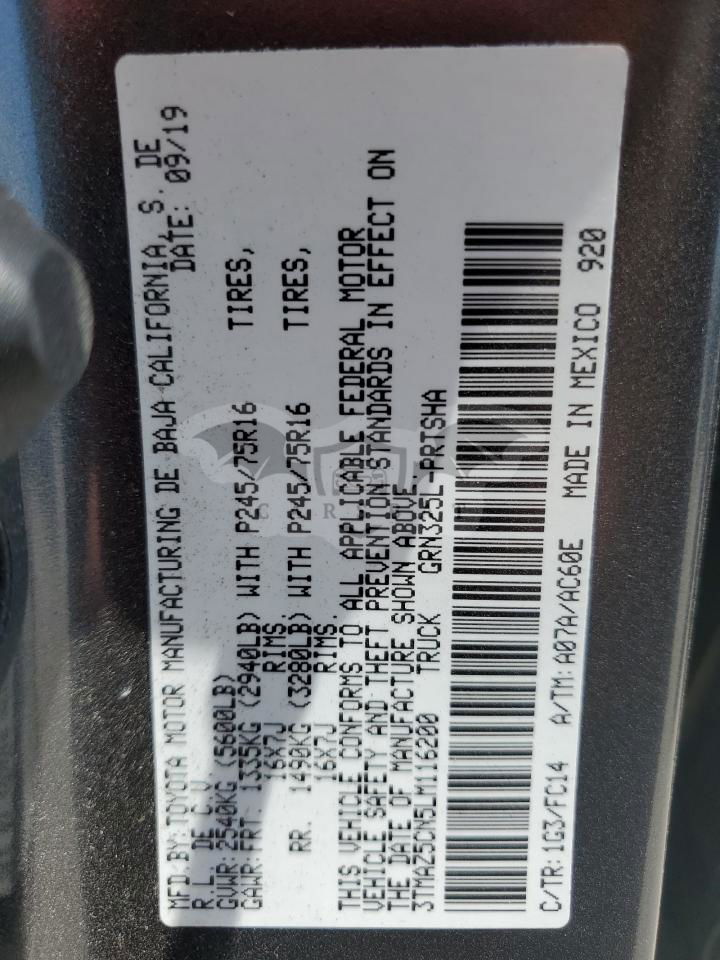 MFD.BY:TOYOTA MOTOR MANUFACTURING DE BAJA CALIFORNIA, S. DE
R.L. DE C.V. DATE: 09/19
GVWR: 2540KG (5600LB)
GAWR: FRT 1335KG (2940LB) WITH P245/75R16 TIRES,
16X7J RIMS
RR. 1490KG (3280LB) WITH P245/75R16 TIRES,
16X7J RIMS.
THIS VEHICLE CONFORMS TO ALL APPLICABLE FEDERAL MOTOR
VEHICLE SAFETY AND THEFT PREVENTION STANDARDS IN EFFECT ON
THE DATE OF MANUFACTURE SHOWN ABOVE.
3TMAZ5CN5LM116200 TRUCK GRN325L-PRTSHA
C/TR: 1G3/FC14 A/TM: A07A/AC60E MADE IN MEXICO 920